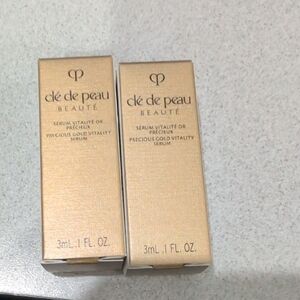 clé de peau
BEAUTÉ
SÉRUM VITALITÉ OR
PRÉCIEUX
PRECIOUS GOLD VITALITY
SERUM
3mL .1 FL. OZ.
clé de peau
BEAUTÉ
SÉRUM VITALITÉ OR
PRÉCIEUX
PRECIOUS GOLD VITALITY
SERUM
3mL .1 FL. OZ.